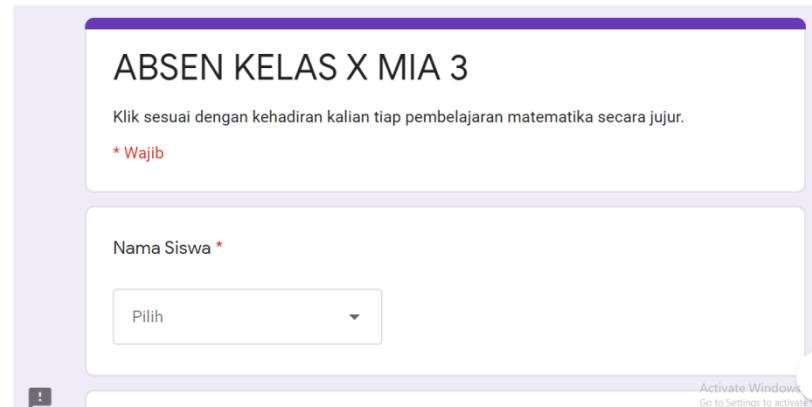 ABSEN KELAS X MIA 3
Klik sesuai dengan kehadiran kalian tiap pembelajaran matematika secara jujur.
* Wajib
Nama Siswa *
Pilih
Activate Windows
Go to Settings to activate